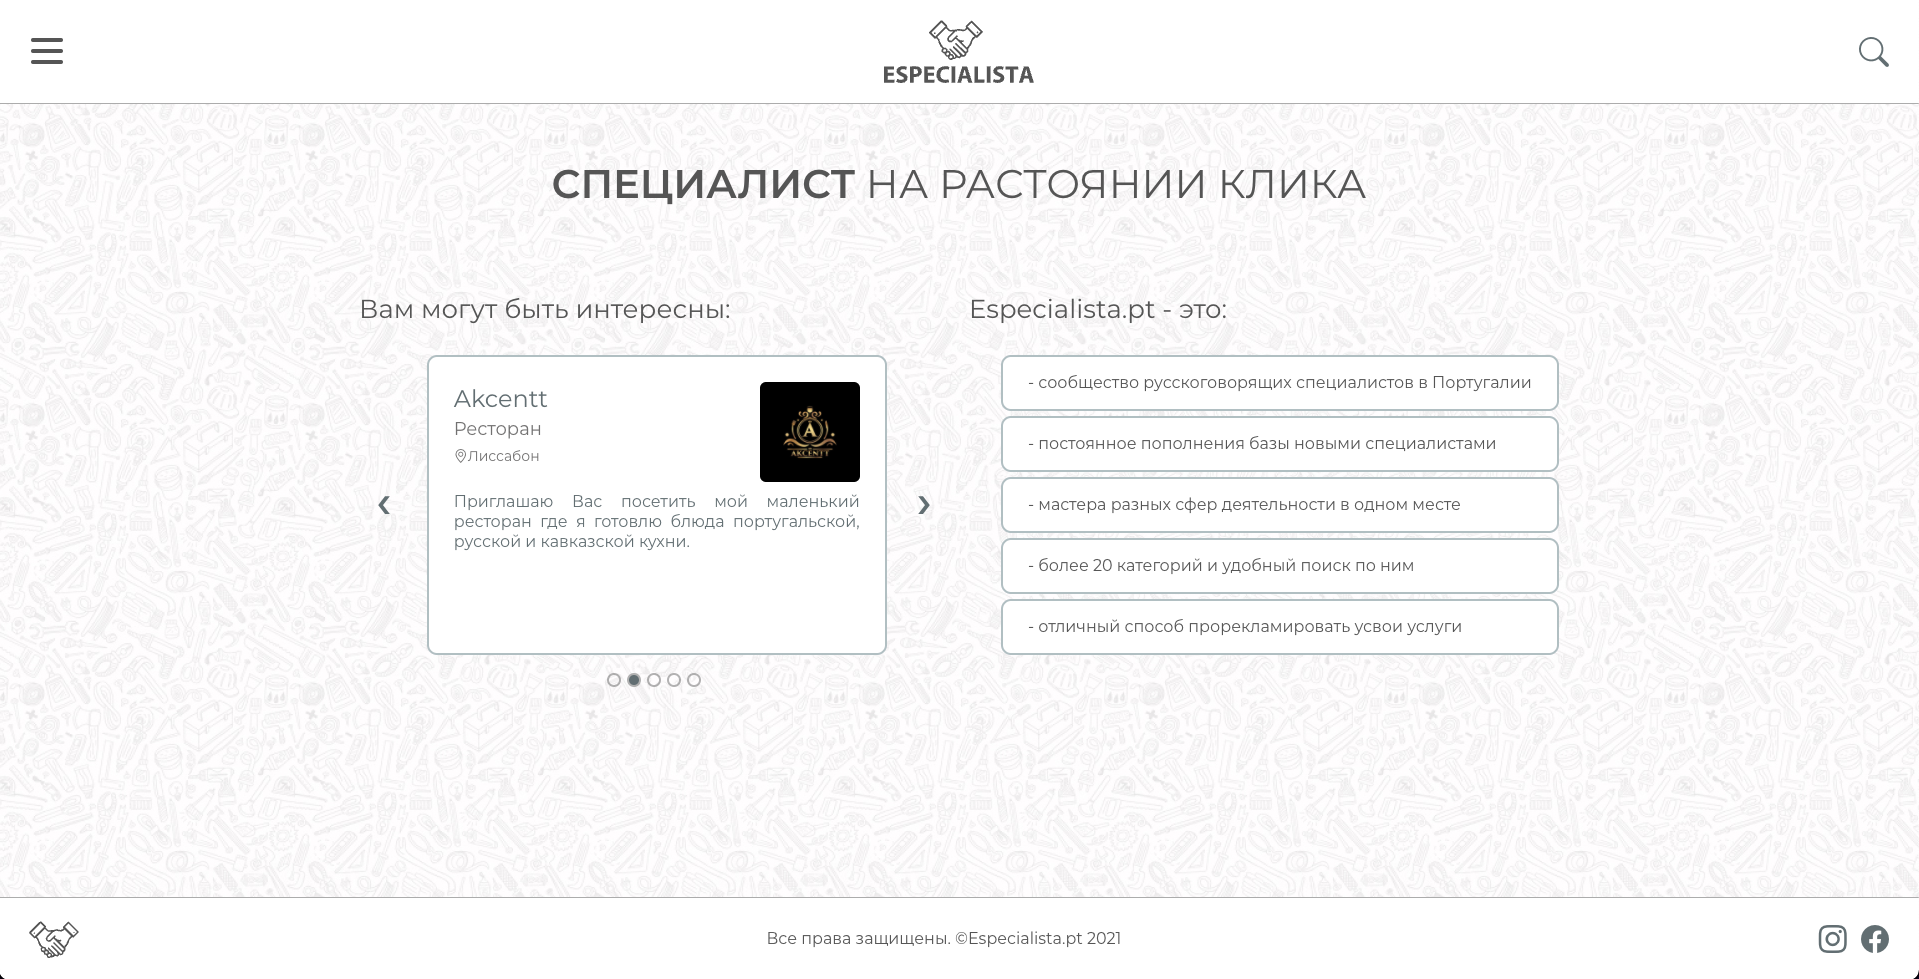 ESPECIALISTA
СПЕЦИАЛИСТ НА РАСТОЯНИИ КЛИКА
Вам могут быть интересны:
Akcentt
Ресторан
Лиссабон
AKCENTT
Приглашаю Вас посетить мой маленький
ресторан где я готовлю блюда португальской,
русской и кавказской кухни.
Especialista.pt - это:
- сообщество русскоговорящих специалистов в Португалии
- постоянное пополнения базы новыми специалистами
- мастера разных сфер деятельности в одном месте
- более 20 категорий и удобный поиск по ним
- отличный способ прорекламировать усвои услуги
Все права защищены. ©Especialista.pt 2021